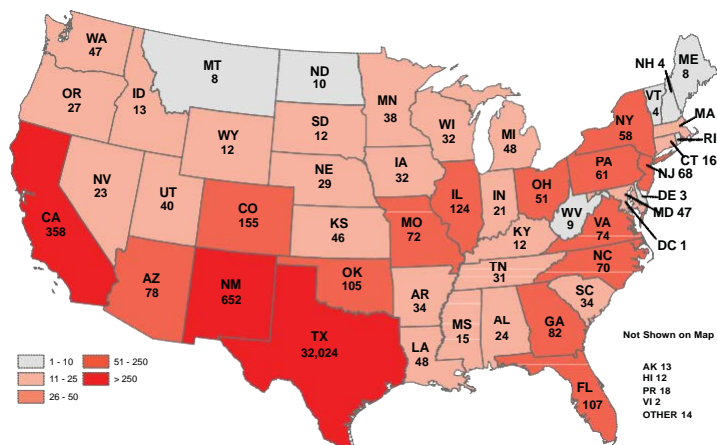 WA
47
OR
27
ID
13
MT
8
ND
10
MN
38
SD
12
WY
12
WI
32
MI
48
NE
29
IA
32
NV
23
UT
40
CO
155
CA
358
AZ
78
NM
652
KS
46
OK
105
TX
32,024
MO
72
IL
124
IN
21
OH
51
KY
12
TN
31
AR
34
LA
48
MS
15
AL
24
GA
82
FL
107
SC
34
NC
70
VA
74
WV
9
PA
61
NY
58
VT
4
NH 4
ME
8
MA
RI
CT 16
NJ 68
DE 3
MD 47
DC 1
Not Shown on Map
AK 13
HI 12
PR 18
VI 2
OTHER 14
1 - 10
11 - 25
26 - 50
51 - 250
> 250